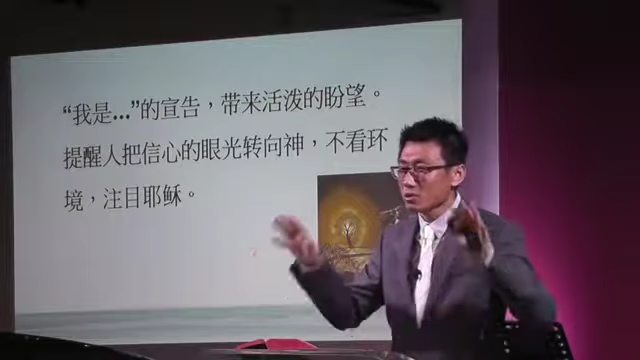 “我是...”的宣告，带来活泼的盼望。
提醒人把信心的眼光转向神，不看环
境，注目耶稣。